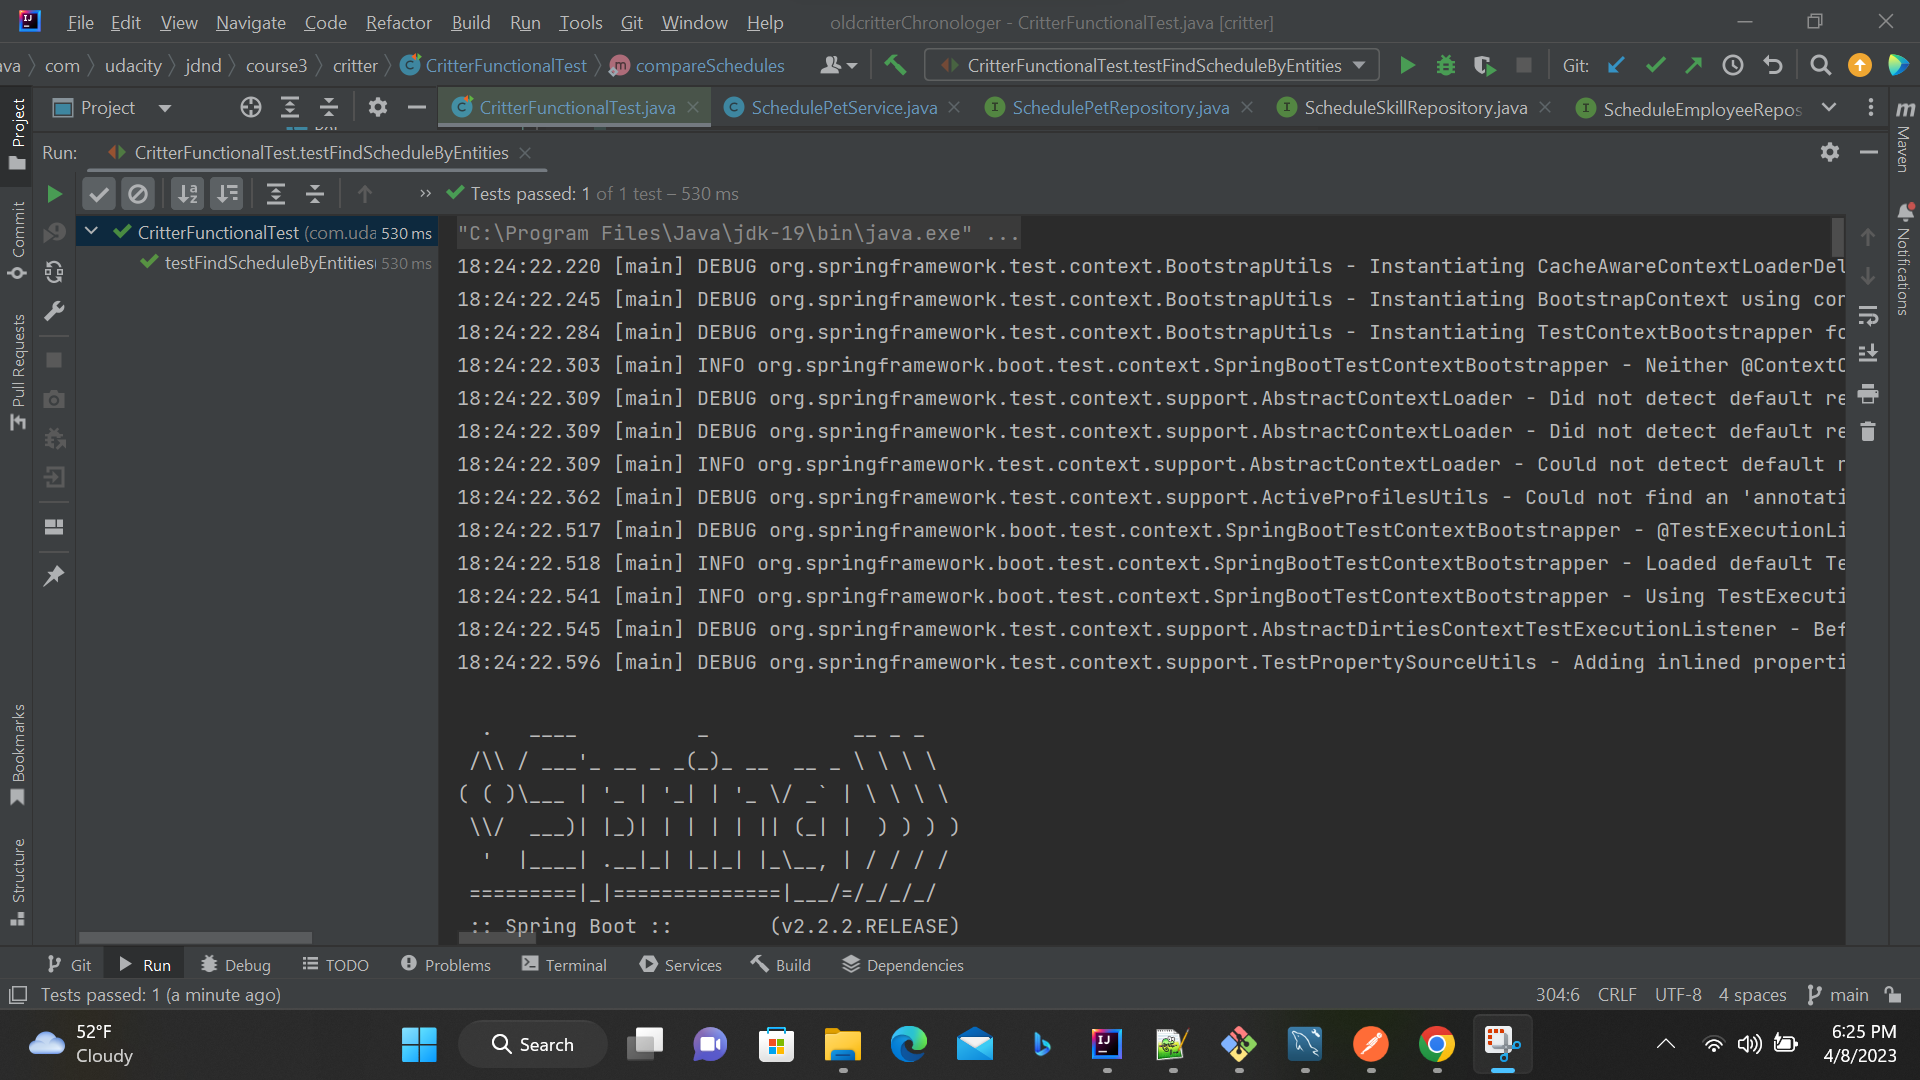 File Edit View Navigate Code Refactor Build Run Tools Git Window Help oldcritterChronologer - CritterFunctionalTest.java [critter]
ava com udacity jdnd course3 critter CritterFunctionalTest compareSchedules CritterFunctionalTest.testFindScheduleByEntities Git:
Project CritterFunctionalTest.java SchedulePetService.java SchedulePetRepository.java ScheduleSkillRepository.java ScheduleEmployeeRepos
Run: CritterFunctionalTest.testFindScheduleByEntities
Tests passed: 1 of 1 test – 530 ms
CritterFunctionalTest (com.uda 530 ms
testFindScheduleByEntities( 530 ms
"C:\Program Files\Java\jdk-19\bin\java.exe" ...
18:24:22.220 [main] DEBUG org.springframework.test.context.BootstrapUtils - Instantiating CacheAwareContextLoaderDel
18:24:22.245 [main] DEBUG org.springframework.test.context.BootstrapUtils - Instantiating BootstrapContext using con
18:24:22.284 [main] DEBUG org.springframework.test.context.BootstrapUtils - Instantiating TestContextBootstrapper fo
18:24:22.303 [main] INFO org.springframework.boot.test.context.SpringBootTestContextBootstrapper - Neither @ContextC
18:24:22.309 [main] DEBUG org.springframework.test.context.support.AbstractContextLoader - Did not detect default re
18:24:22.309 [main] DEBUG org.springframework.test.context.support.AbstractContextLoader - Did not detect default re
18:24:22.309 [main] INFO org.springframework.test.context.support.AbstractContextLoader - Could not detect default r
18:24:22.362 [main] DEBUG org.springframework.test.context.support.ActiveProfilesUtils - Could not find an 'annotati
18:24:22.517 [main] DEBUG org.springframework.boot.test.context.SpringBootTestContextBootstrapper - @TestExecutionLi
18:24:22.518 [main] INFO org.springframework.boot.test.context.SpringBootTestContextBootstrapper - Loaded default Te
18:24:22.541 [main] INFO org.springframework.boot.test.context.SpringBootTestContextBootstrapper - Using TestExecuti
18:24:22.545 [main] DEBUG org.springframework.test.context.support.AbstractDirtiesContextTestExecutionListener - Bef
18:24:22.596 [main] DEBUG org.springframework.test.context.support.TestPropertySourceUtils - Adding inlined properti
  .   ____          _            __ _ _
 /\\ / ___'_ __ _ _(_)_ __  __ _ \ \ \ \
( ( )\___ | '_ | '_| | '_ \/ _` | \ \ \ \
 \\/  ___)| |_)| | | | | || (_| |  ) ) ) )
  '  |____| .__|_| |_|_| |_\__, | / / / /
 =========|_|==============|___/=/_/_/_/
 :: Spring Boot ::        (v2.2.2.RELEASE)
Project
Commit
Pull Requests
Bookmarks
Structure
m
Maven
Notifications
Git Run Debug TODO Problems Terminal Services Build Dependencies
Tests passed: 1 (a minute ago) 304:6 CRLF UTF-8 4 spaces main
52°F
Cloudy
Search
6:25 PM
4/8/2023